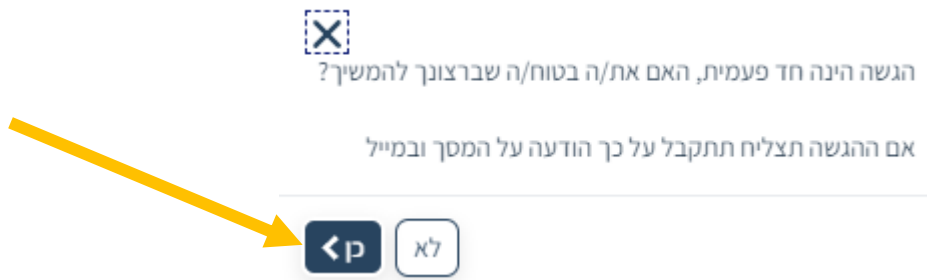 הגשה הינה חד פעמית, האם את/ה בטוח/ה שברצונך להמשיך?
אם ההגשה תצליח תתקבל על כך הודעה על המסך ובמייל
לא
כן